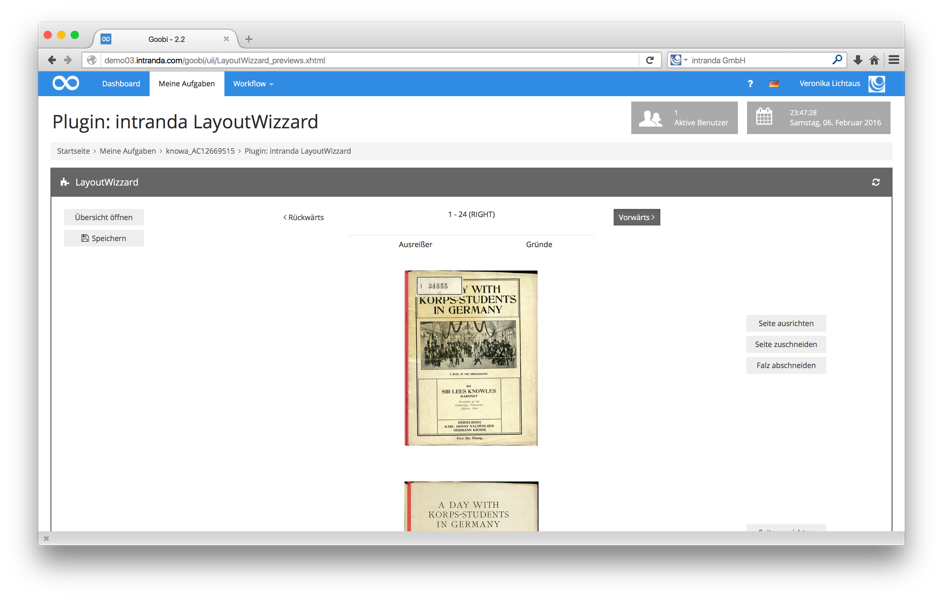 Goobi - 2.2
demo03.intranda.com/goobi/uii/LayoutWizzard_previews.xhtml
intranda GmbH
Dashboard
Meine Aufgaben
Workflow
?
Veronika Lichtaus
Plugin: intranda LayoutWizzard
1
Aktive Benutzer
23:47:28
Samstag, 06. Februar 2016
Startseite › Meine Aufgaben › knowa_AC12669515 › Plugin: intranda LayoutWizzard
LayoutWizzard
Übersicht öffnen
Speichern
‹ Rückwärts
1 - 24 (RIGHT)
Vorwärts ›
Ausreißer
Gründe
I 34855
Y WITH
KORPS-STUDENTS
IN GERMANY
BY
SIR LEES KNOWLES
BARONET
HEIDELBERG
Seite ausrichten
Seite zuschneiden
Falz abschneiden
A DAY WITH
KORPS-STUDENTS
IN GERMANY